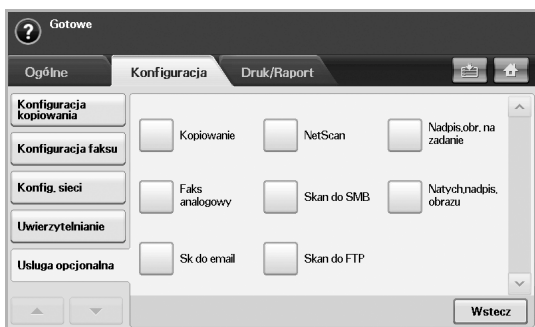 Gotowe
Ogólne
Konfiguracja
Druk/Raport
Konfiguracja
kopiowania
Konfiguracja faksu
Konfig. sieci
Uwierzytelnianie
Usługa opcjonalna
Kopiowanie
NetScan
Nadpis.obr. na
zadanie
Faks
analogowy
Skan do SMB
Natych.nadpis.
obrazu
Sk do email
Skan do FTP
Wstecz